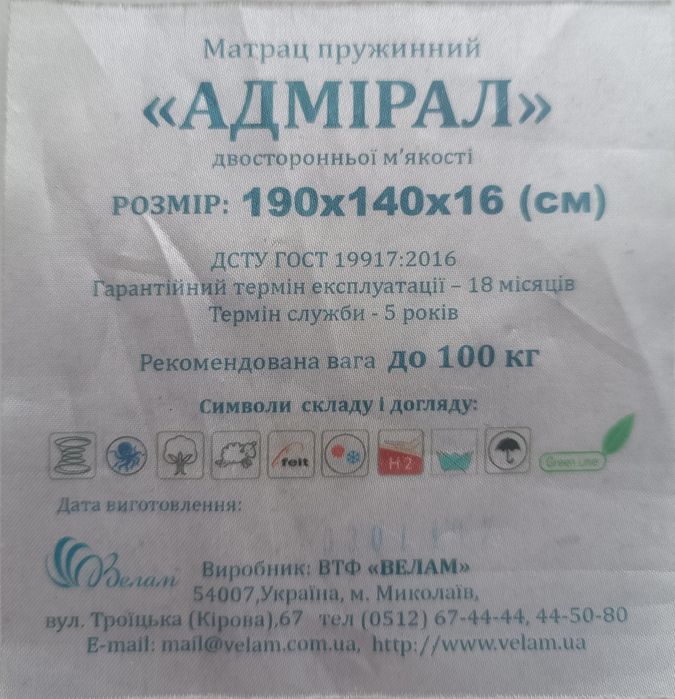 Матрац пружинний
«АДМІРАЛ»
двосторонньої м’якості
РОЗМІР: 190х140х16 (см)
ДСТУ ГОСТ 19917:2016
Гарантійний термін експлуатації – 18 місяців
Термін служби - 5 років
Рекомендована вага до 100 кг
Символи складу і догляду:
felt H2 Green Line
Дата виготовлення:
Велам Виробник: ВТФ «ВЕЛАМ»
54007,Україна, м. Миколаїв,
вул. Троїцька (Кірова),67 тел (0512) 67-44-44, 44-50-80
E-mail: mail@velam.com.ua, http://www.velam.ua